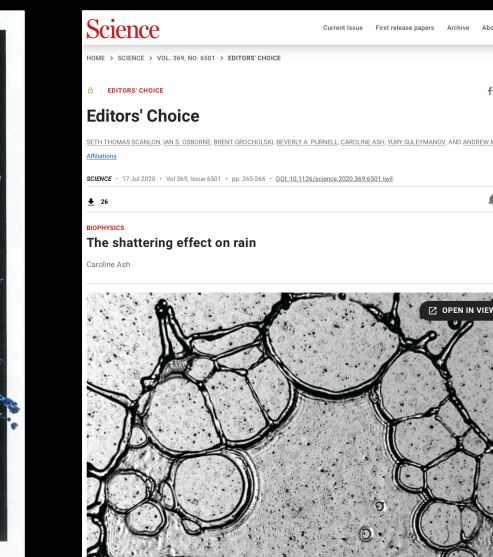 Science
Current Issue First release papers Archive
HOME > SCIENCE > VOL. 369, NO. 6501 > EDITORS' CHOICE
EDITORS' CHOICE
Editors' Choice
SETH THOMAS SCANLON, IAN S. OSBORNE, BRENT GROCHOLSKI, BEVERLY A. PURNELL, CAROLINE ASH, YURY SULEYMANOV, AND ANDREW
Affiliations
SCIENCE • 17 Jul 2020 • Vol 369, Issue 6501 • pp. 265-266 • DOI: 10.1126/science.2020.369.6501.twil
26
BIOPHYSICS
The shattering effect on rain
Caroline Ash
OPEN IN